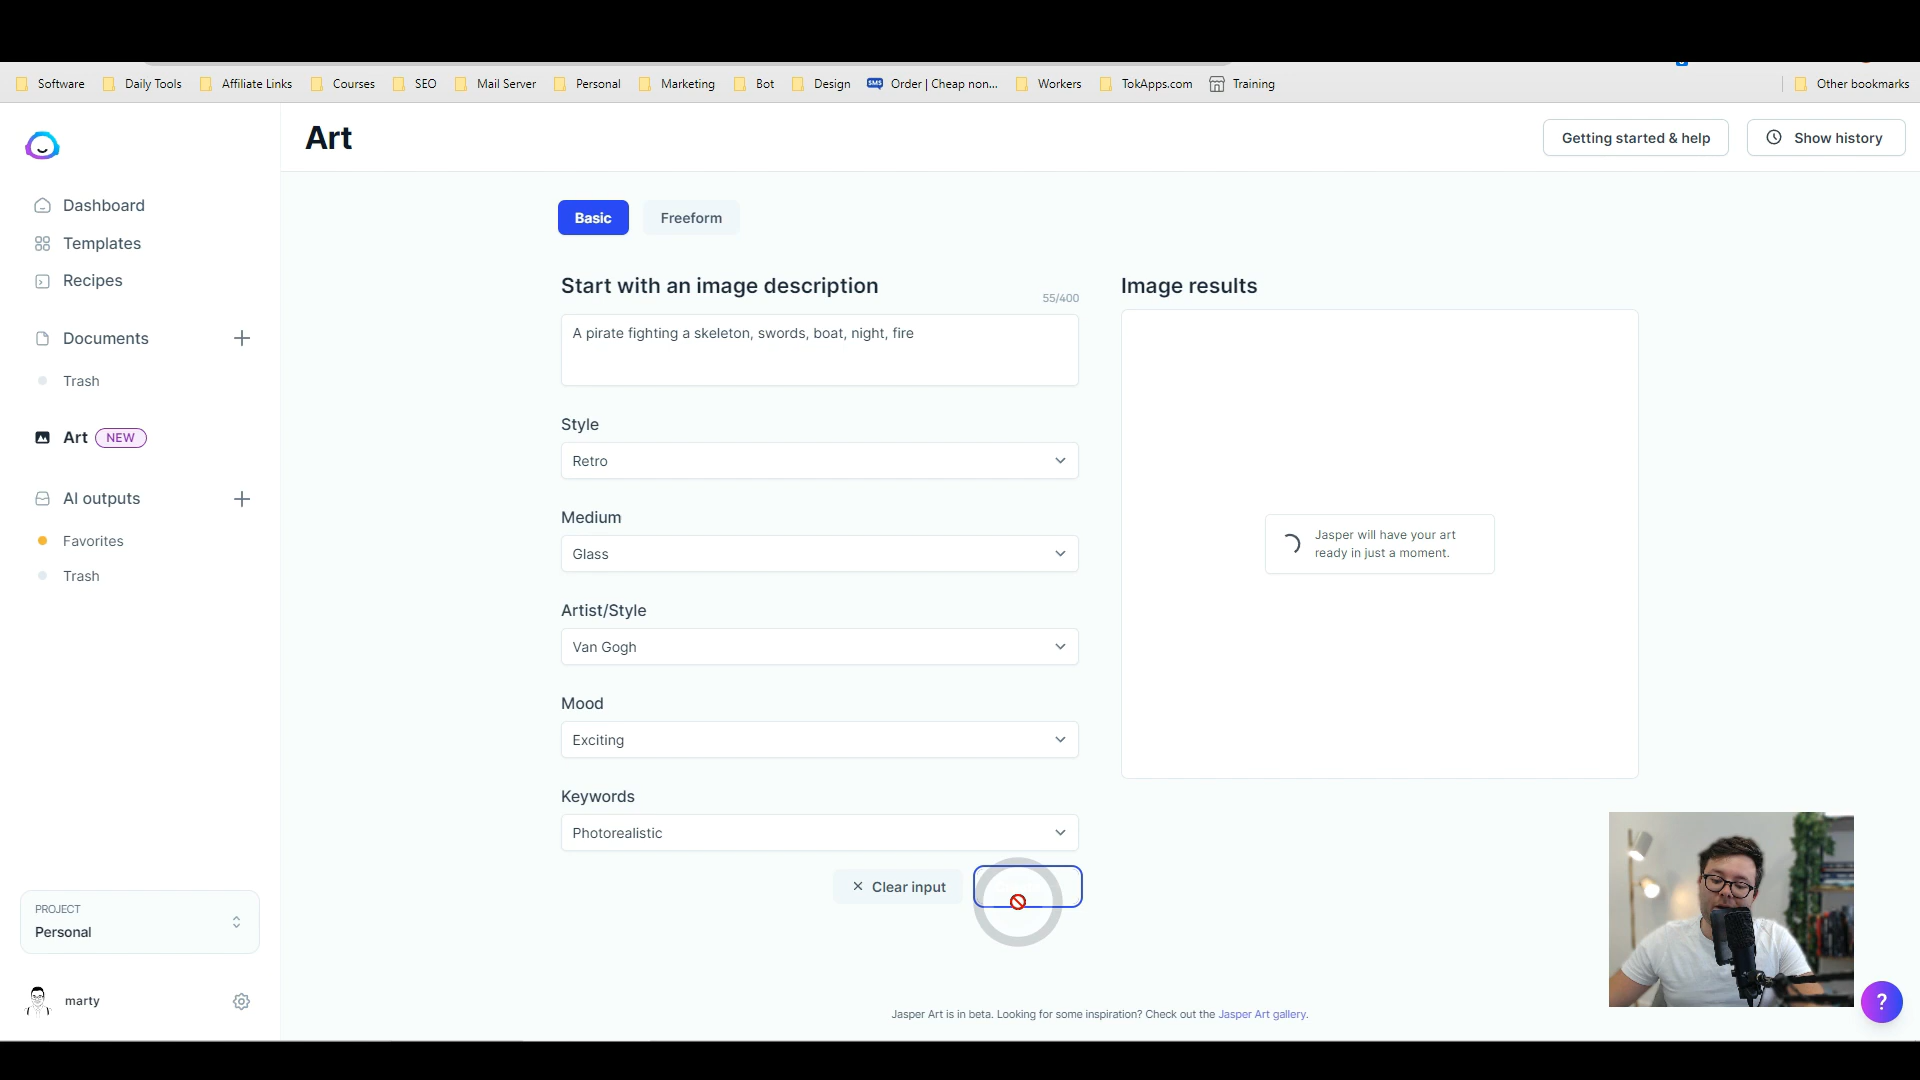 Software Daily Tools Affiliate Links Courses SEO Mail Server Personal Marketing Bot Design SMS Order | Cheap non... Workers TokApps.com Training Other bookmarks
Art
Getting started & help Show history
Dashboard
Templates
Recipes
Documents
Trash
Art NEW
AI outputs
Favorites
Trash
PROJECT
Personal
marty
Basic Freeform
Start with an image description
55/400
A pirate fighting a skeleton, swords, boat, night, fire
Style
Retro
Medium
Glass
Artist/Style
Van Gogh
Mood
Exciting
Keywords
Photorealistic
Clear input
Image results
Jasper will have your art
ready in just a moment.
Jasper Art is in beta. Looking for some inspiration? Check out the Jasper Art gallery.
?